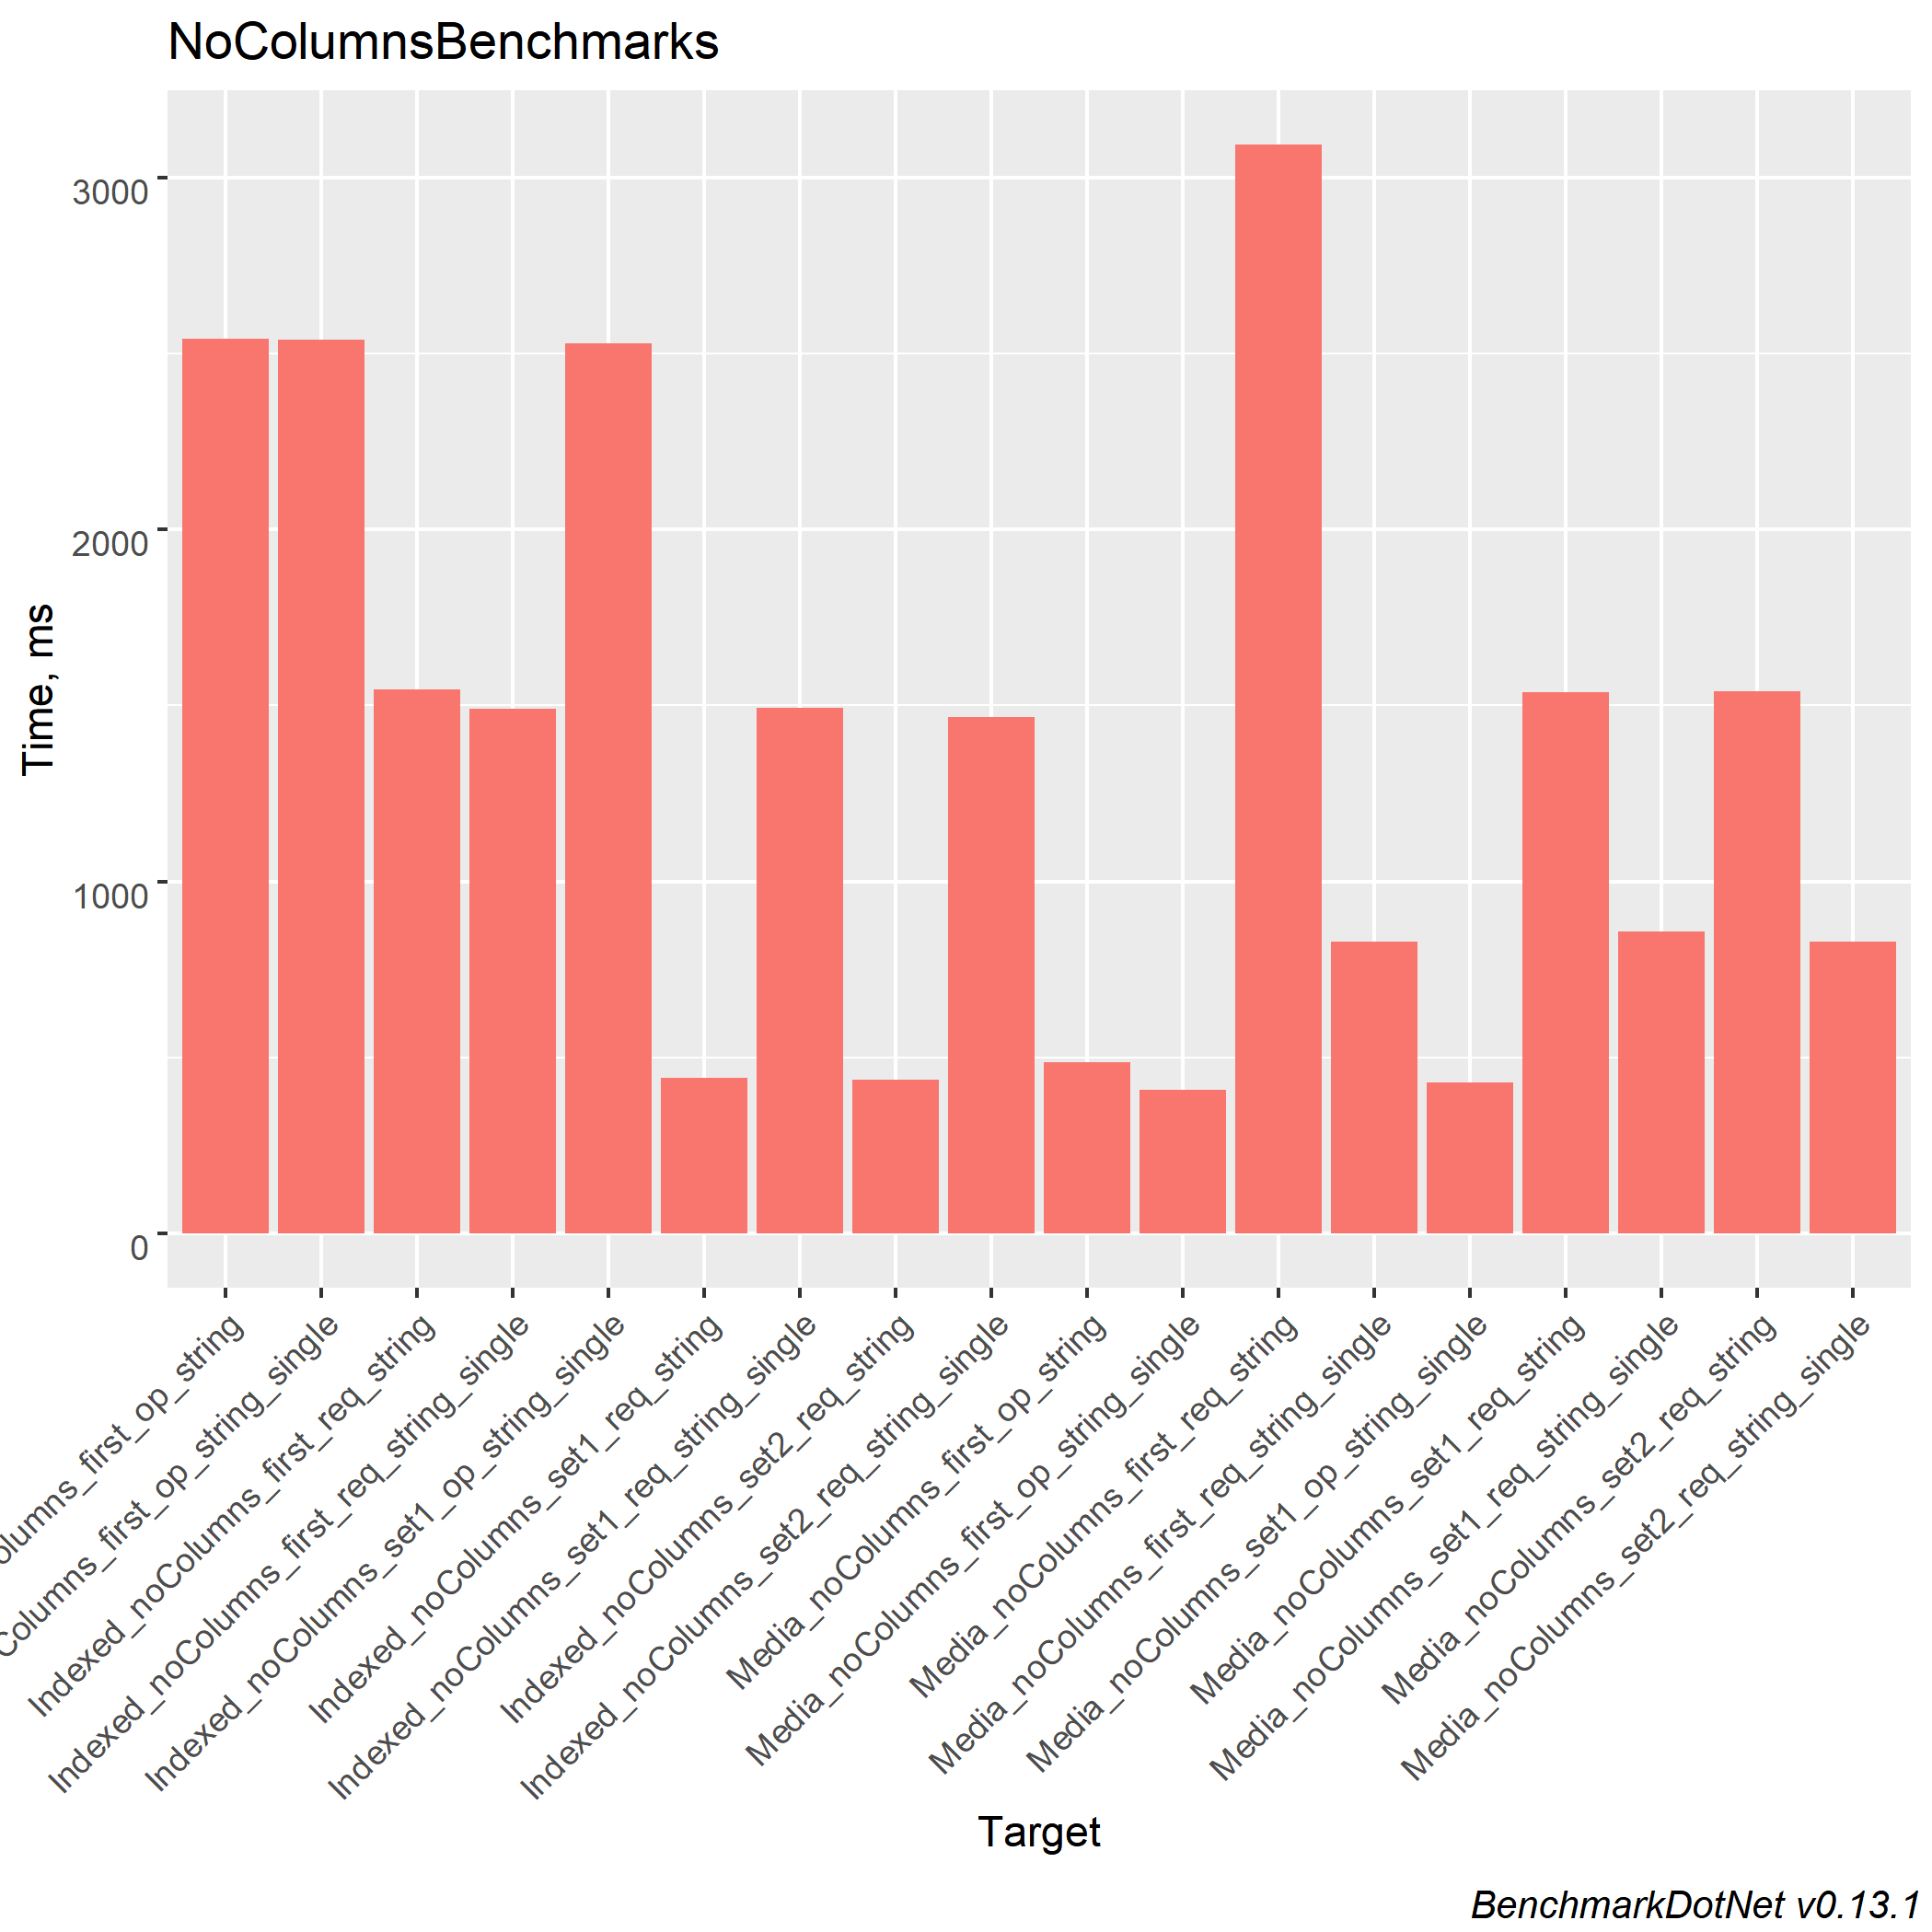 NoColumnsBenchmarks
3000
2000
1000
0
Time, ms
olumns_first_op_string
Columns_first_op_string_single
Indexed_noColumns_first_req_string
Indexed_noColumns_first_req_string_single
Indexed_noColumns_set1_op_string_single
Indexed_noColumns_set1_req_string
Indexed_noColumns_set1_req_string_single
Indexed_noColumns_set2_req_string
Indexed_noColumns_set2_req_string_single
Media_noColumns_first_op_string
Media_noColumns_first_op_string_single
Media_noColumns_first_req_string
Media_noColumns_first_req_string_single
Media_noColumns_set1_op_string_single
Media_noColumns_set1_req_string
Media_noColumns_set1_req_string_single
Media_noColumns_set2_req_string
Media_noColumns_set2_req_string_single
Target
BenchmarkDotNet v0.13.1